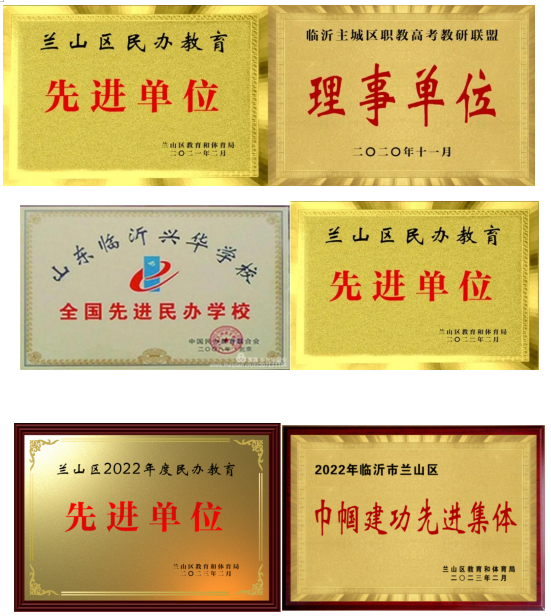 兰山区民办教育
先进单位
兰山区教育和体育局
二〇二一年二月
临沂主城区职教高考教研联盟
理事单位
二〇二〇年十一月
山东临沂兴华学校
全国先进民办学校
兰山区民办教育
先进单位
兰山区教育和体育局
二〇二二年二月
兰山区2022年度民办教育
先进单位
兰山区教育和体育局
二〇二三年二月
2022年临沂市兰山区
巾帼建功先进集体
兰山区教育和体育局
二〇二三年二月